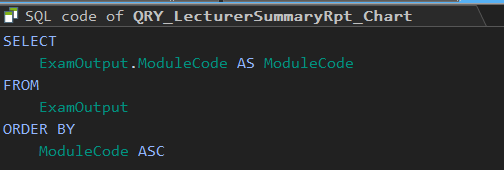 SQL code of QRY_LecturerSummaryRpt_Chart
SELECT
ExamOutput.ModuleCode AS ModuleCode
FROM
ExamOutput
ORDER BY
ModuleCode ASC